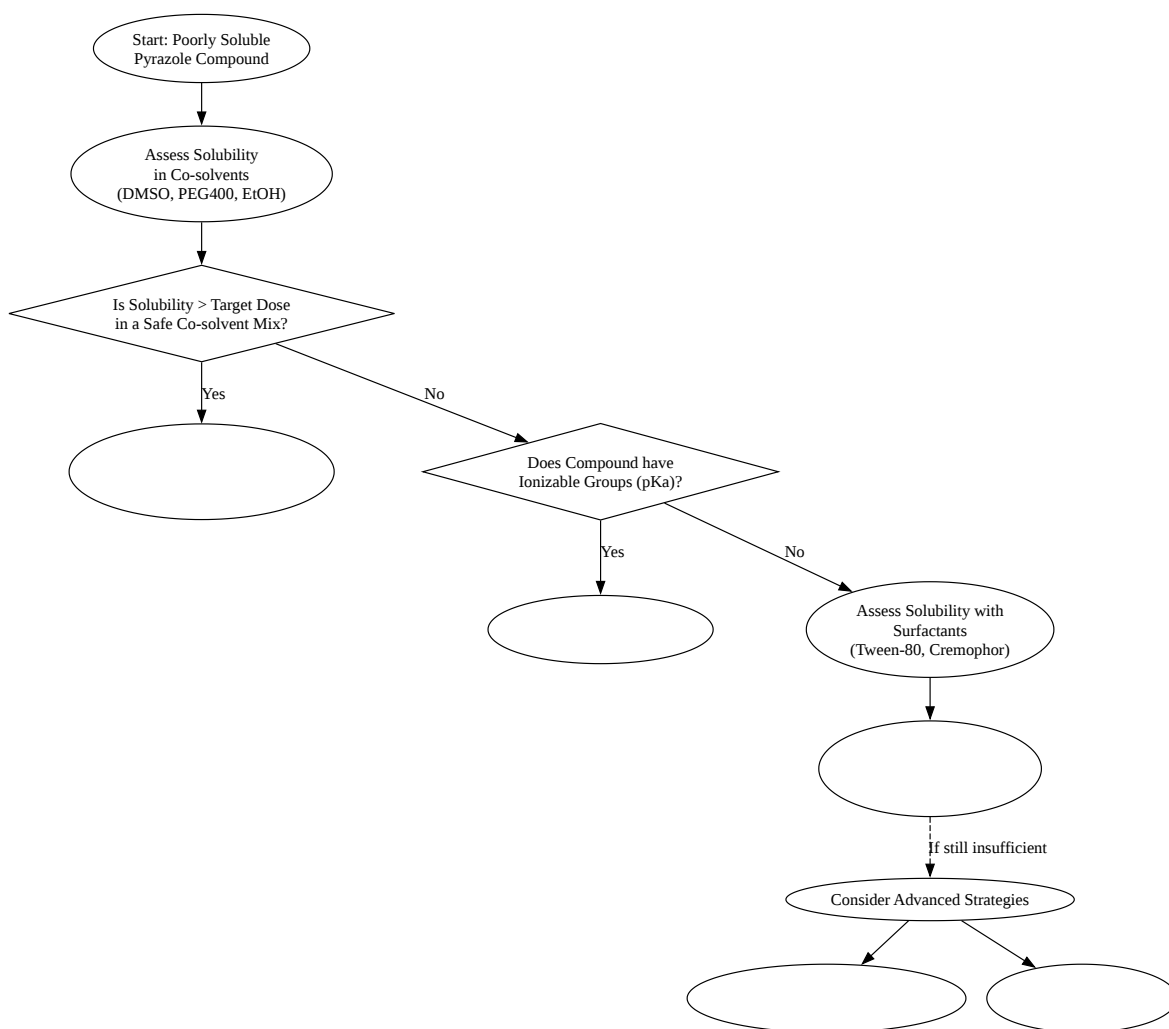 Start: Poorly Soluble
Pyrazole Compound
Assess Solubility
in Co-solvents
(DMSO, PEG400, EtOH)
Is Solubility > Target Dose
in a Safe Co-solvent Mix?
Yes
No
Does Compound have
Ionizable Groups (pKa)?
Yes
No
Assess Solubility with
Surfactants
(Tween-80, Cremophor)
If still insufficient
Consider Advanced Strategies